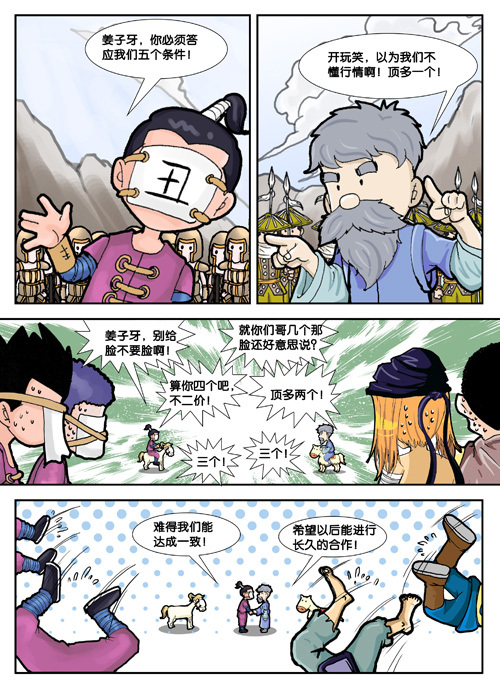 姜子牙，你必须答
应我们五个条件！
开玩笑，以为我们不
懂行情啊！顶多一个！
丑
姜子牙，别给
脸不要脸啊！
就你们哥几个那
脸还好意思说？
算你四个吧，
不二价！
顶多两个！
三个！
三个！
难得我们能
达成一致！
希望以后能进行
长久的合作！